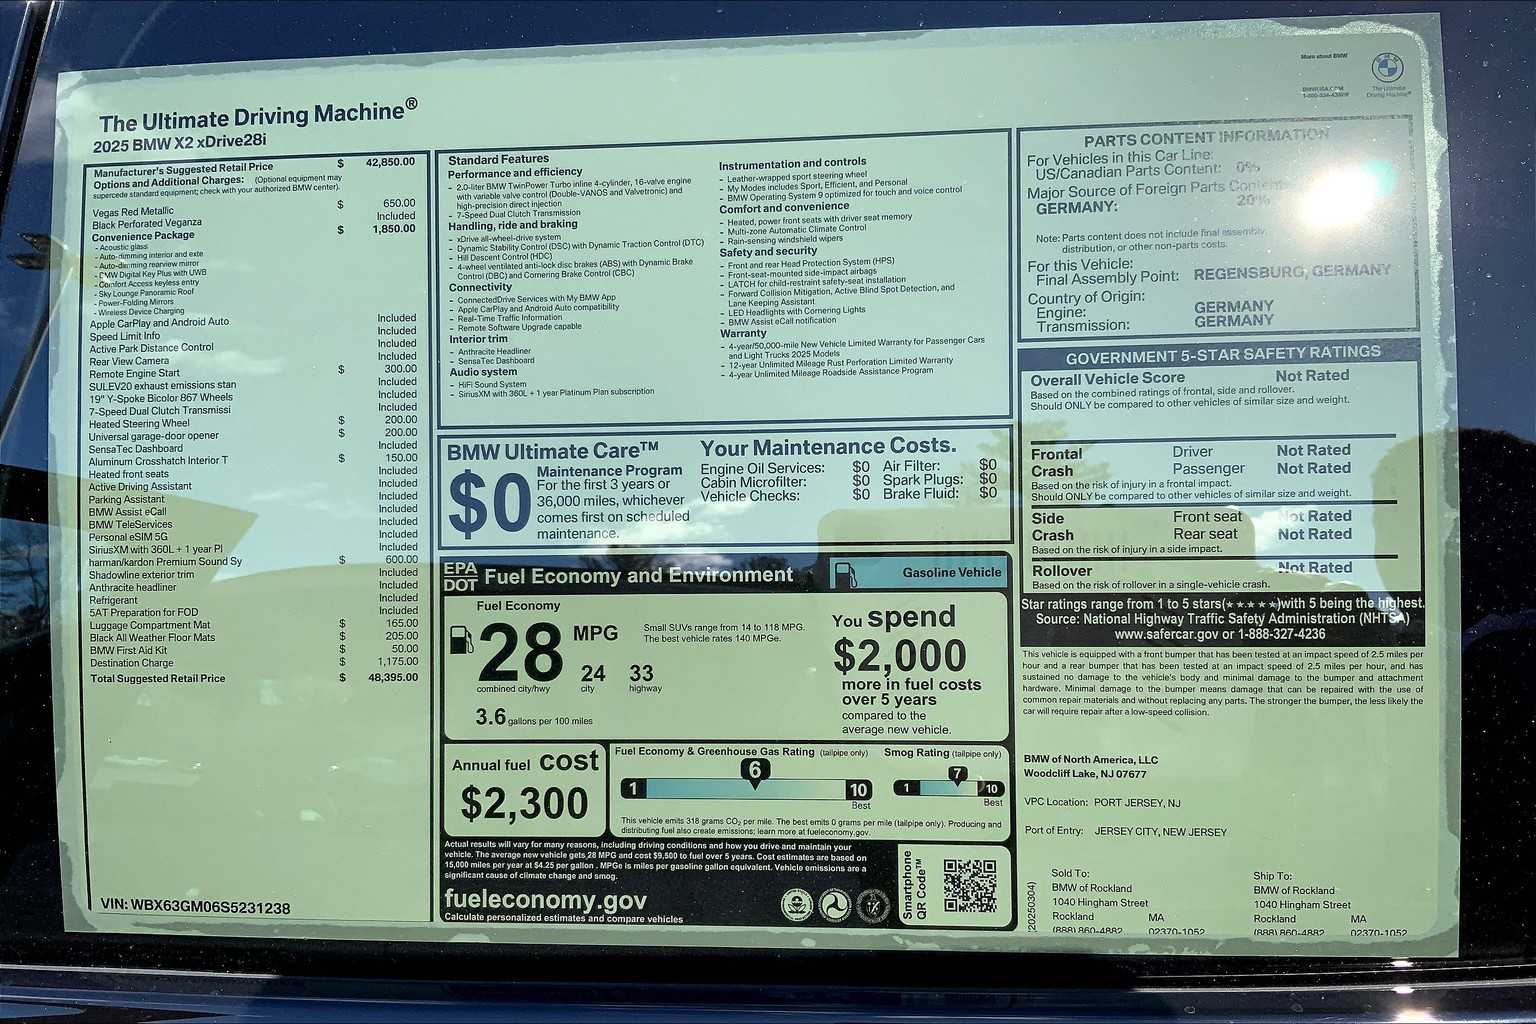 More about BMW
BMWUSA.COM
1-800-334-4BMW
The Ultimate
Driving Machine®
The Ultimate Driving Machine®
2025 BMW X2 xDrive28i
Manufacturer's Suggested Retail Price $ 42,850.00
Options and Additional Charges: (Optional equipment may
supercede standard equipment; check with your authorized BMW center).
Vegas Red Metallic $ 650.00
Black Perforated Veganza Included
Convenience Package $ 1,850.00
- Acoustic glass
- Auto-dimming interior and exte
- Auto-dimming rearview mirror
- BMW Digital Key Plus with UWB
- Comfort Access keyless entry
- Sky Lounge Panoramic Roof
- Power-Folding Mirrors
- Wireless Device Charging
Apple CarPlay and Android Auto Included
Speed Limit Info Included
Active Park Distance Control Included
Rear View Camera Included
Remote Engine Start $ 300.00
SULEV20 exhaust emissions stan Included
19" Y-Spoke Bicolor 867 Wheels Included
7-Speed Dual Clutch Transmissi Included
Heated Steering Wheel $ 200.00
Universal garage-door opener $ 200.00
SensaTec Dashboard Included
Aluminum Crosshatch Interior T $ 150.00
Heated front seats Included
Active Driving Assistant Included
Parking Assistant Included
BMW Assist eCall Included
BMW TeleServices Included
Personal eSIM 5G Included
SiriusXM with 360L + 1 year Pl Included
harman/kardon Premium Sound Sy $ 600.00
Shadowline exterior trim Included
Anthracite headliner Included
Refrigerant Included
5AT Preparation for FOD Included
Luggage Compartment Mat $ 165.00
Black All Weather Floor Mats $ 205.00
BMW First Aid Kit $ 50.00
Destination Charge $ 1,175.00
Total Suggested Retail Price $ 48,395.00
VIN: WBX63GM06S5231238
Standard Features
Performance and efficiency
- 2.0-liter BMW TwinPower Turbo inline 4-cylinder, 16-valve engine
with variable valve control (Double-VANOS and Valvetronic) and
high-precision direct injection
- 7-Speed Dual Clutch Transmission
Handling, ride and braking
- xDrive all-wheel-drive system
- Dynamic Stability Control (DSC) with Dynamic Traction Control (DTC)
- Hill Descent Control (HDC)
- 4-wheel ventilated anti-lock disc brakes (ABS) with Dynamic Brake
Control (DBC) and Cornering Brake Control (CBC)
Connectivity
- ConnectedDrive Services with My BMW App
- Apple CarPlay and Android Auto compatibility
- Real-Time Traffic Information
- Remote Software Upgrade capable
Interior trim
- Anthracite Headliner
- SensaTec Dashboard
Audio system
- HiFi Sound System
- SiriusXM with 360L + 1 year Platinum Plan subscription
Instrumentation and controls
- Leather-wrapped sport steering wheel
- My Modes includes Sport, Efficient, and Personal
- BMW Operating System 9 optimized for touch and voice control
Comfort and convenience
- Heated, power front seats with driver seat memory
- Multi-zone Automatic Climate Control
- Rain-sensing windshield wipers
Safety and security
- Front and rear Head Protection System (HPS)
- Front-seat-mounted side-impact airbags
- LATCH for child-restraint safety-seat installation
- Forward Collision Mitigation, Active Blind Spot Detection, and
Lane Keeping Assistant
- LED Headlights with Cornering Lights
- BMW Assist eCall notification
Warranty
- 4-year/50,000-mile New Vehicle Limited Warranty for Passenger Cars
and Light Trucks 2025 Models
- 12-year Unlimited Mileage Rust Perforation Limited Warranty
- 4-year Unlimited Mileage Roadside Assistance Program
BMW Ultimate Care™
$0
Maintenance Program
For the first 3 years or
36,000 miles, whichever
comes first on scheduled
maintenance.
Your Maintenance Costs.
Engine Oil Services: $0 Air Filter: $0
Cabin Microfilter: $0 Spark Plugs: $0
Vehicle Checks: $0 Brake Fluid: $0
EPA
DOT Fuel Economy and Environment
Gasoline Vehicle
Fuel Economy
28 MPG
24 33
combined city/hwy city highway
3.6 gallons per 100 miles
Small SUVs range from 14 to 118 MPG.
The best vehicle rates 140 MPGe.
You spend
$2,000
more in fuel costs
over 5 years
compared to the
average new vehicle.
Annual fuel cost
$2,300
Fuel Economy & Greenhouse Gas Rating (tailpipe only)
1 6 10
Best
Smog Rating (tailpipe only)
1 7 10
Best
This vehicle emits 318 grams CO2 per mile. The best emits 0 grams per mile (tailpipe only). Producing and
distributing fuel also create emissions; learn more at fueleconomy.gov.
Actual results will vary for many reasons, including driving conditions and how you drive and maintain your
vehicle. The average new vehicle gets 28 MPG and cost $9,500 to fuel over 5 years. Cost estimates are based on
15,000 miles per year at $4.25 per gallon . MPGe is miles per gasoline gallon equivalent. Vehicle emissions are a
significant cause of climate change and smog.
fueleconomy.gov
Calculate personalized estimates and compare vehicles
Smartphone
QR Code™
PARTS CONTENT INFORMATION
For Vehicles in this Car Line:
US/Canadian Parts Content: 0%
Major Source of Foreign Parts Content:
GERMANY: 20%
Note: Parts content does not include final assembly,
distribution, or other non-parts costs.
For this Vehicle:
Final Assembly Point: REGENSBURG, GERMANY
Country of Origin:
Engine: GERMANY
Transmission: GERMANY
GOVERNMENT 5-STAR SAFETY RATINGS
Overall Vehicle Score Not Rated
Based on the combined ratings of frontal, side and rollover.
Should ONLY be compared to other vehicles of similar size and weight.
Frontal Driver Not Rated
Crash Passenger Not Rated
Based on the risk of injury in a frontal impact.
Should ONLY be compared to other vehicles of similar size and weight.
Side Front seat Not Rated
Crash Rear seat Not Rated
Based on the risk of injury in a side impact.
Rollover Not Rated
Based on the risk of rollover in a single-vehicle crash.
Star ratings range from 1 to 5 stars(★★★★★)with 5 being the highest.
Source: National Highway Traffic Safety Administration (NHTSA)
www.safercar.gov or 1-888-327-4236
This vehicle is equipped with a front bumper that has been tested at an impact speed of 2.5 miles per
hour and a rear bumper that has been tested at an impact speed of 2.5 miles per hour, and has
sustained no damage to the vehicle's body and minimal damage to the bumper and attachment
hardware. Minimal damage to the bumper means damage that can be repaired with the use of
common repair materials and without replacing any parts. The stronger the bumper, the less likely the
car will require repair after a low-speed collision.
BMW of North America, LLC
Woodcliff Lake, NJ 07677
VPC Location: PORT JERSEY, NJ
Port of Entry: JERSEY CITY, NEW JERSEY
(20250304)
Sold To:
BMW of Rockland
1040 Hingham Street
Rockland MA
(888) 860-4882 02370-1052
Ship To:
BMW of Rockland
1040 Hingham Street
Rockland MA
(888) 860-4882 02370-1052